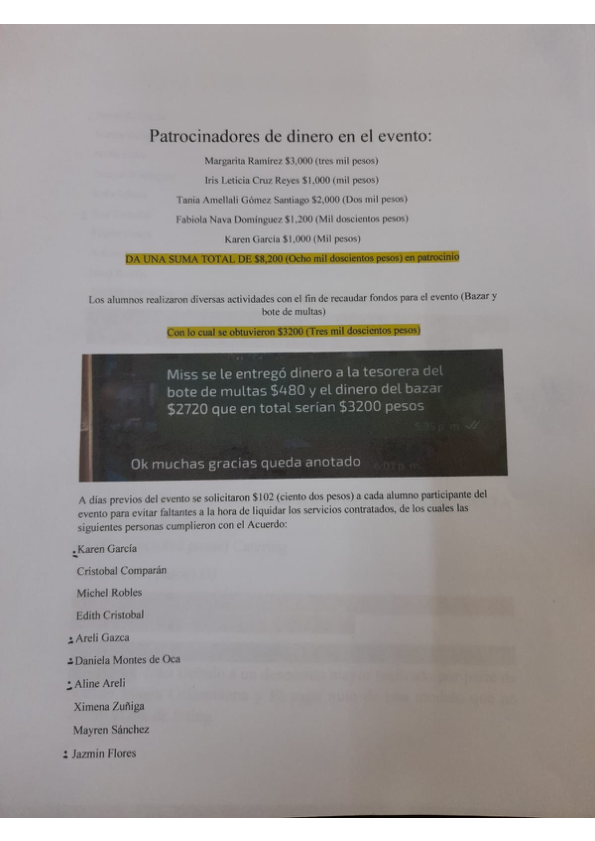 Patrocinadores de dinero en el evento:
Margarita Ramírez $3,000 (tres mil pesos)
Iris Leticia Cruz Reyes $1,000 (mil pesos)
Tania Amellali Gómez Santiago $2,000 (Dos mil pesos)
Fabiola Nava Domínguez $1,200 (Mil doscientos pesos)
Karen García $1,000 (Mil pesos)
DA UNA SUMA TOTAL DE $8,200 (Ocho mil doscientos pesos) en patrocinio
Los alumnos realizaron diversas actividades con el fin de recaudar fondos para el evento (Bazar y
bote de multas)
Con lo cual se obtuvieron $3200 (Tres mil doscientos pesos)
Miss se le entregó dinero a la tesorera del
bote de multas $480 y el dinero del bazar
$2720 que en total serían $3200 pesos
Ok muchas gracias queda anotado
A días previos del evento se solicitaron $102 (ciento dos pesos) a cada alumno participante del
evento para evitar faltantes a la hora de liquidar los servicios contratados, de los cuales las
siguientes personas cumplieron con el Acuerdo:
Karen García
Cristobal Comparán
Michel Robles
Edith Cristobal
Areli Gazca
Daniela Montes de Oca
Aline Areli
Ximena Zuñiga
Mayren Sánchez
Jazmin Flores